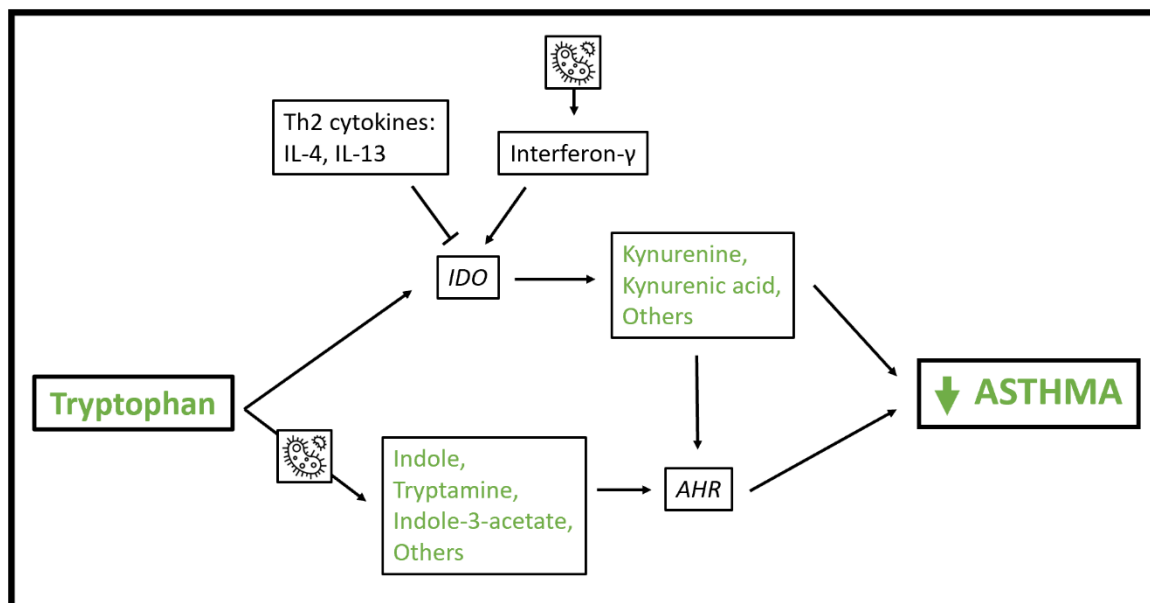 Th2 cytokines:
IL-4, IL-13
Interferon-γ
IDO
Kynurenine,
Kynurenic acid,
Others
Tryptophan
ASTHMA
Indole,
Tryptamine,
Indole-3-acetate,
Others
AHR